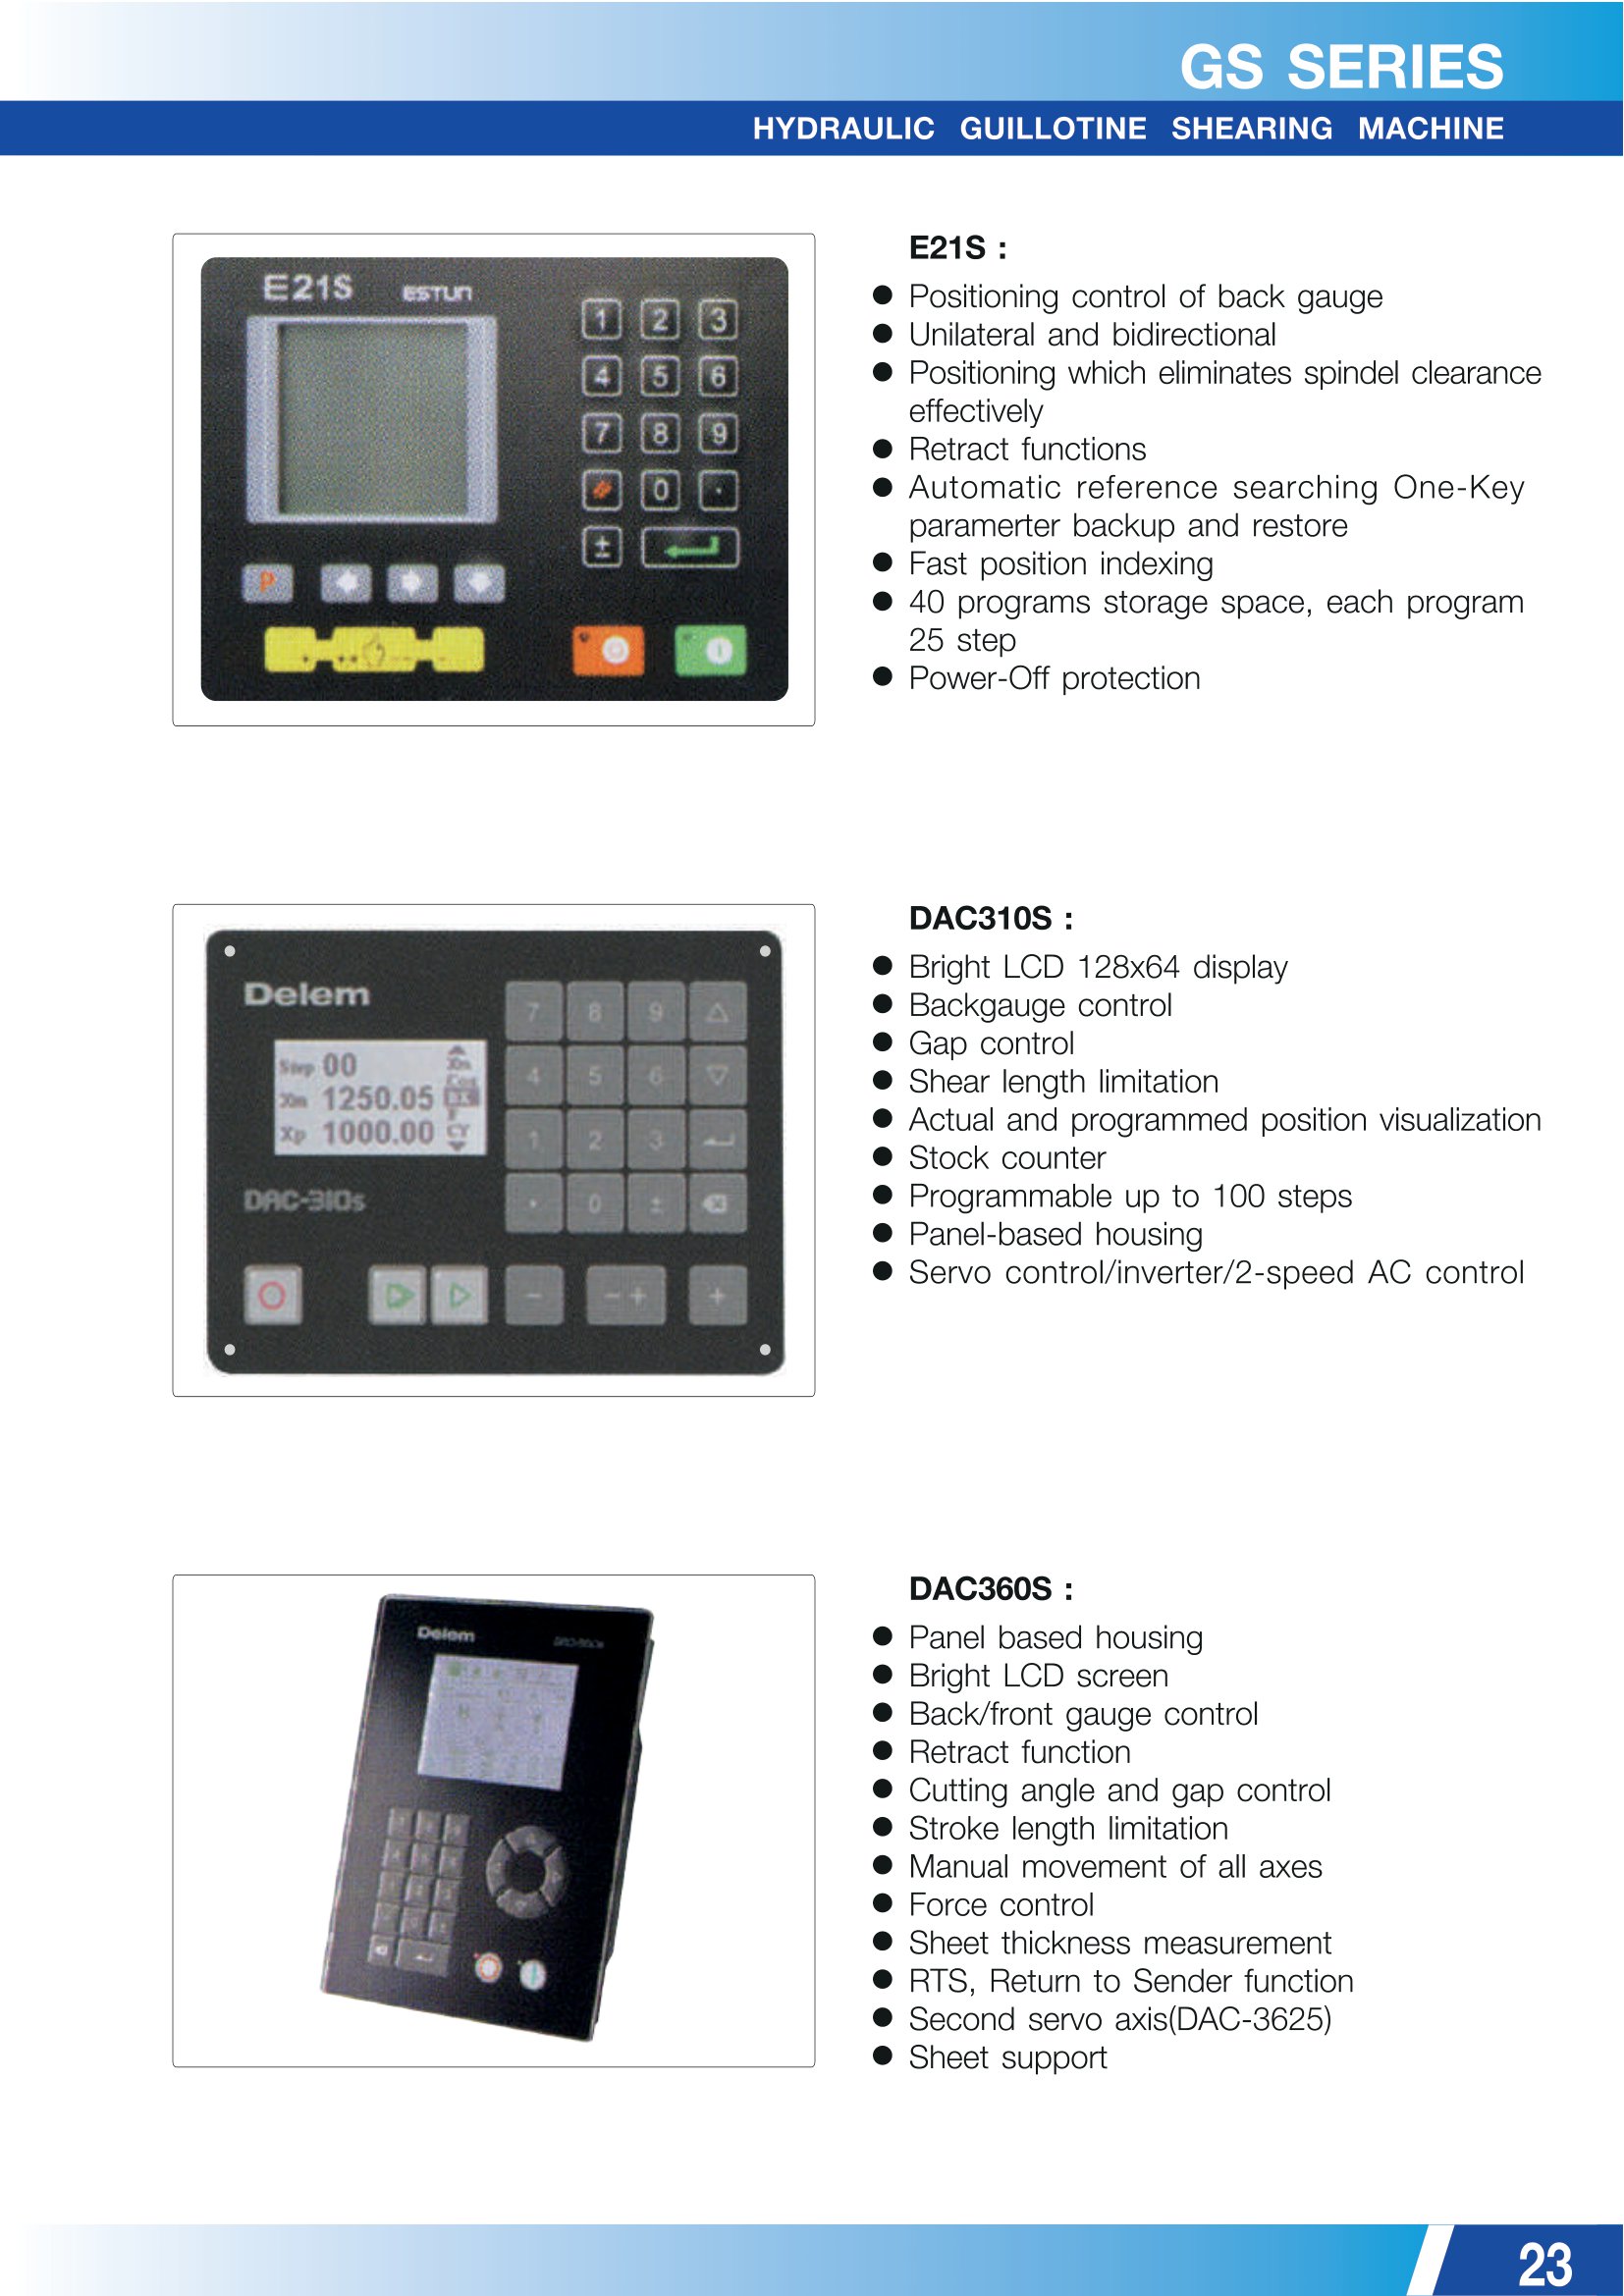 GS SERIES
HYDRAULIC GUILLOTINE SHEARING MACHINE
E21S ESTUN
1 2 3
4 5 6
7 8 9
0 .
±
P
E21S :
Positioning control of back gauge
Unilateral and bidirectional
Positioning which eliminates spindel clearance
effectively
Retract functions
Automatic reference searching One-Key
paramerter backup and restore
Fast position indexing
40 programs storage space, each program
25 step
Power-Off protection
Delem
Step 00
Xm 1250.05
Xp 1000.00
CY
DAC-310s
7 8 9
4 5 6
1 2 3
. 0 ±
- -+ +
DAC310S :
Bright LCD 128x64 display
Backgauge control
Gap control
Shear length limitation
Actual and programmed position visualization
Stock counter
Programmable up to 100 steps
Panel-based housing
Servo control/inverter/2-speed AC control
Delem
DAC360S :
Panel based housing
Bright LCD screen
Back/front gauge control
Retract function
Cutting angle and gap control
Stroke length limitation
Manual movement of all axes
Force control
Sheet thickness measurement
RTS, Return to Sender function
Second servo axis(DAC-3625)
Sheet support
23